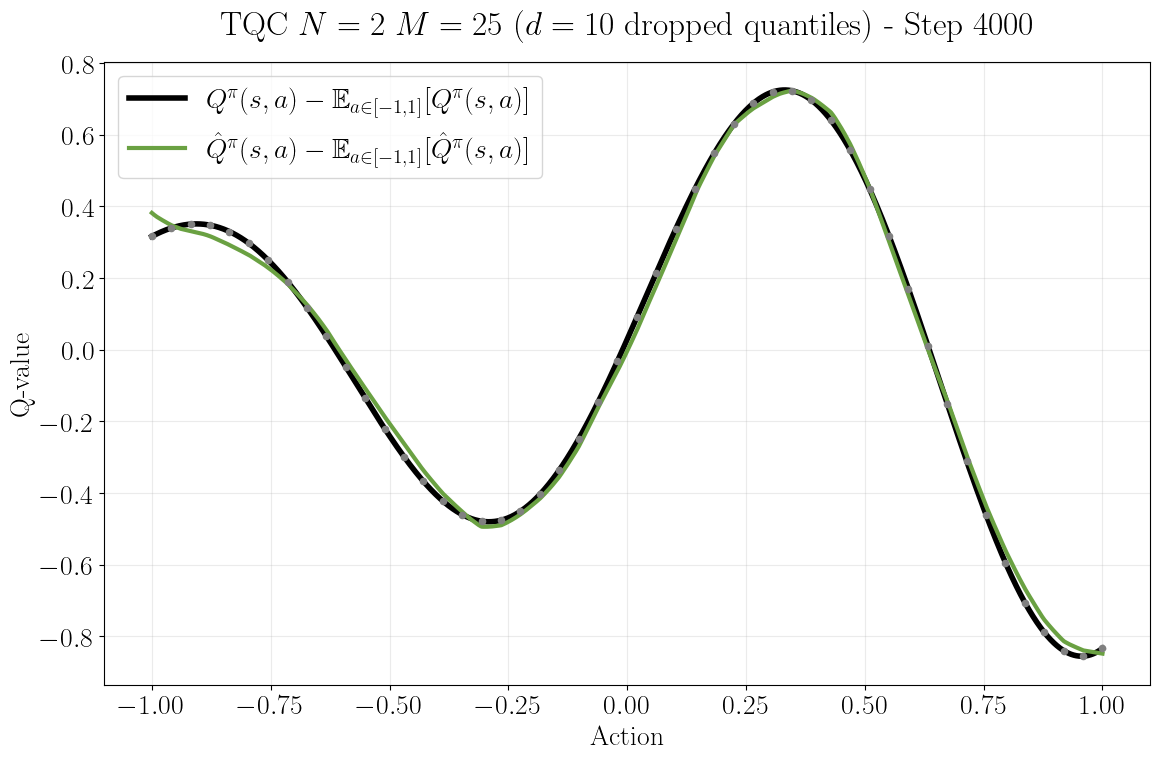 TQC N = 2 M = 25 (d = 10 dropped quantiles) - Step 4000
Q^π(s, a) − 𝔼_{a∈[−1,1]}[Q^π(s, a)]
Q̂^π(s, a) − 𝔼_{a∈[−1,1]}[Q̂^π(s, a)]
0.8
0.6
0.4
0.2
0.0
−0.2
−0.4
−0.6
−0.8
Q-value
−1.00 −0.75 −0.50 −0.25 0.00 0.25 0.50 0.75 1.00
Action